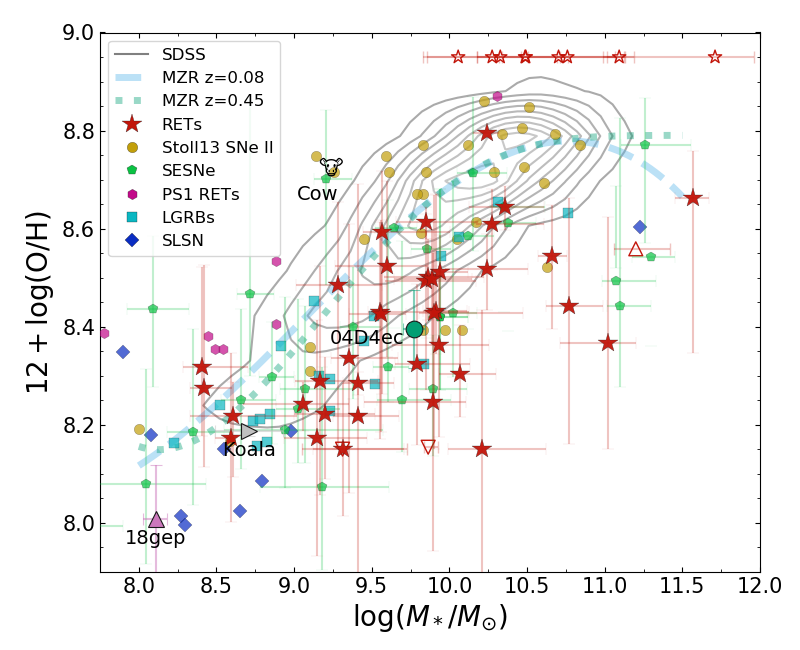 9.0
8.8
8.6
8.4
8.2
8.0
12 + log(O/H)
SDSS
MZR z=0.08
MZR z=0.45
RETs
Stoll13 SNe II
SESNe
PS1 RETs
LGRBs
SLSN
Cow
04D4ec
Koala
18gep
8.0 8.5 9.0 9.5 10.0 10.5 11.0 11.5 12.0
log(M*/M☉)